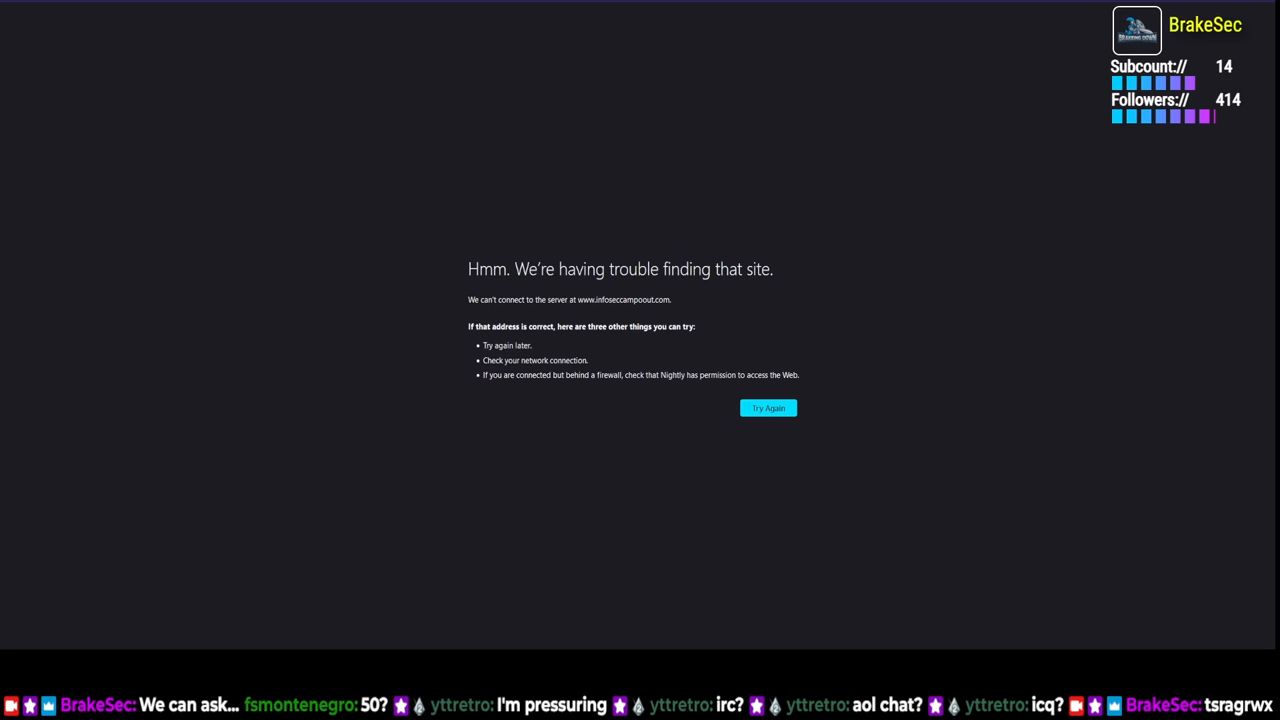 BrakeSec
Subcount:// 14
Followers:// 414
Hmm. We're having trouble finding that site.
We can't connect to the server at www.infoseccampoout.com.
If that address is correct, here are three other things you can try:
Try again later.
Check your network connection.
If you are connected but behind a firewall, check that Nightly has permission to access the Web.
Try Again
BrakeSec: We can ask... fsmontenegro: 50? yttretro: I'm pressuring yttretro: irc? yttretro: aol chat? yttretro: icq? BrakeSec: tsragrwx